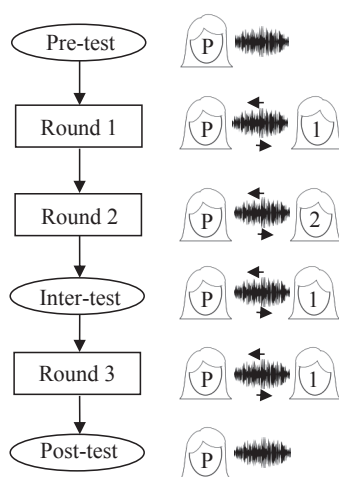 Pre-test P
Round 1 P 1
Round 2 P 2
Inter-test P 1
Round 3 P 1
Post-test P